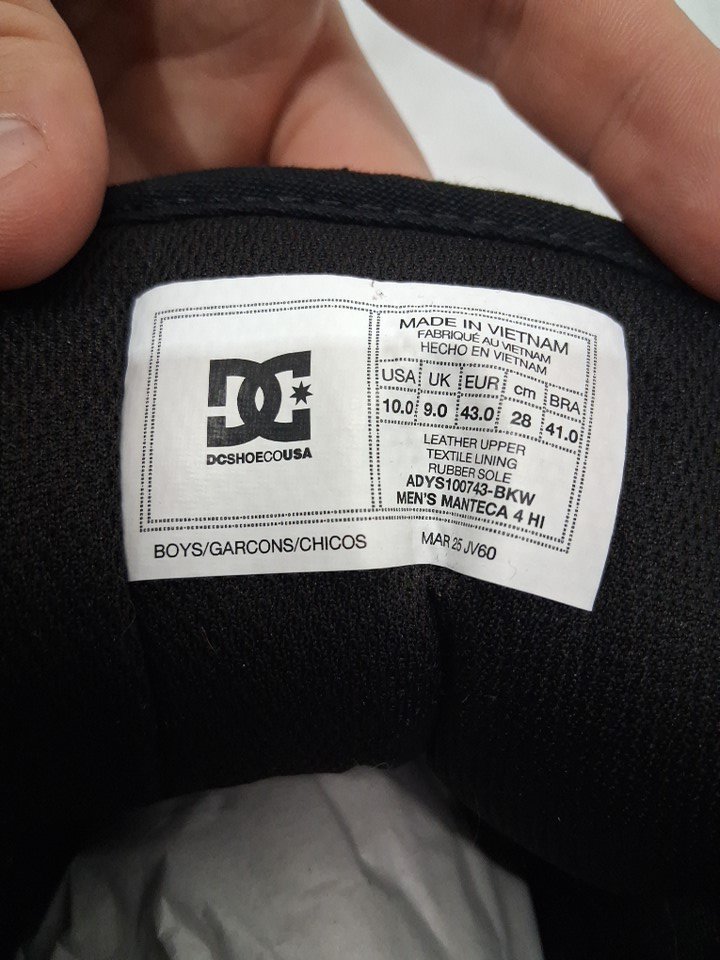 DC
DCSHOECOUSA
MADE IN VIETNAM
FABRIQUÉ AU VIETNAM
HECHO EN VIETNAM
USA UK EUR cm BRA
10.0 9.0 43.0 28 41.0
LEATHER UPPER
TEXTILE LINING
RUBBER SOLE
ADYS100743-BKW
MEN'S MANTECA 4 HI
BOYS/GARCONS/CHICOS
MAR 25 JV60